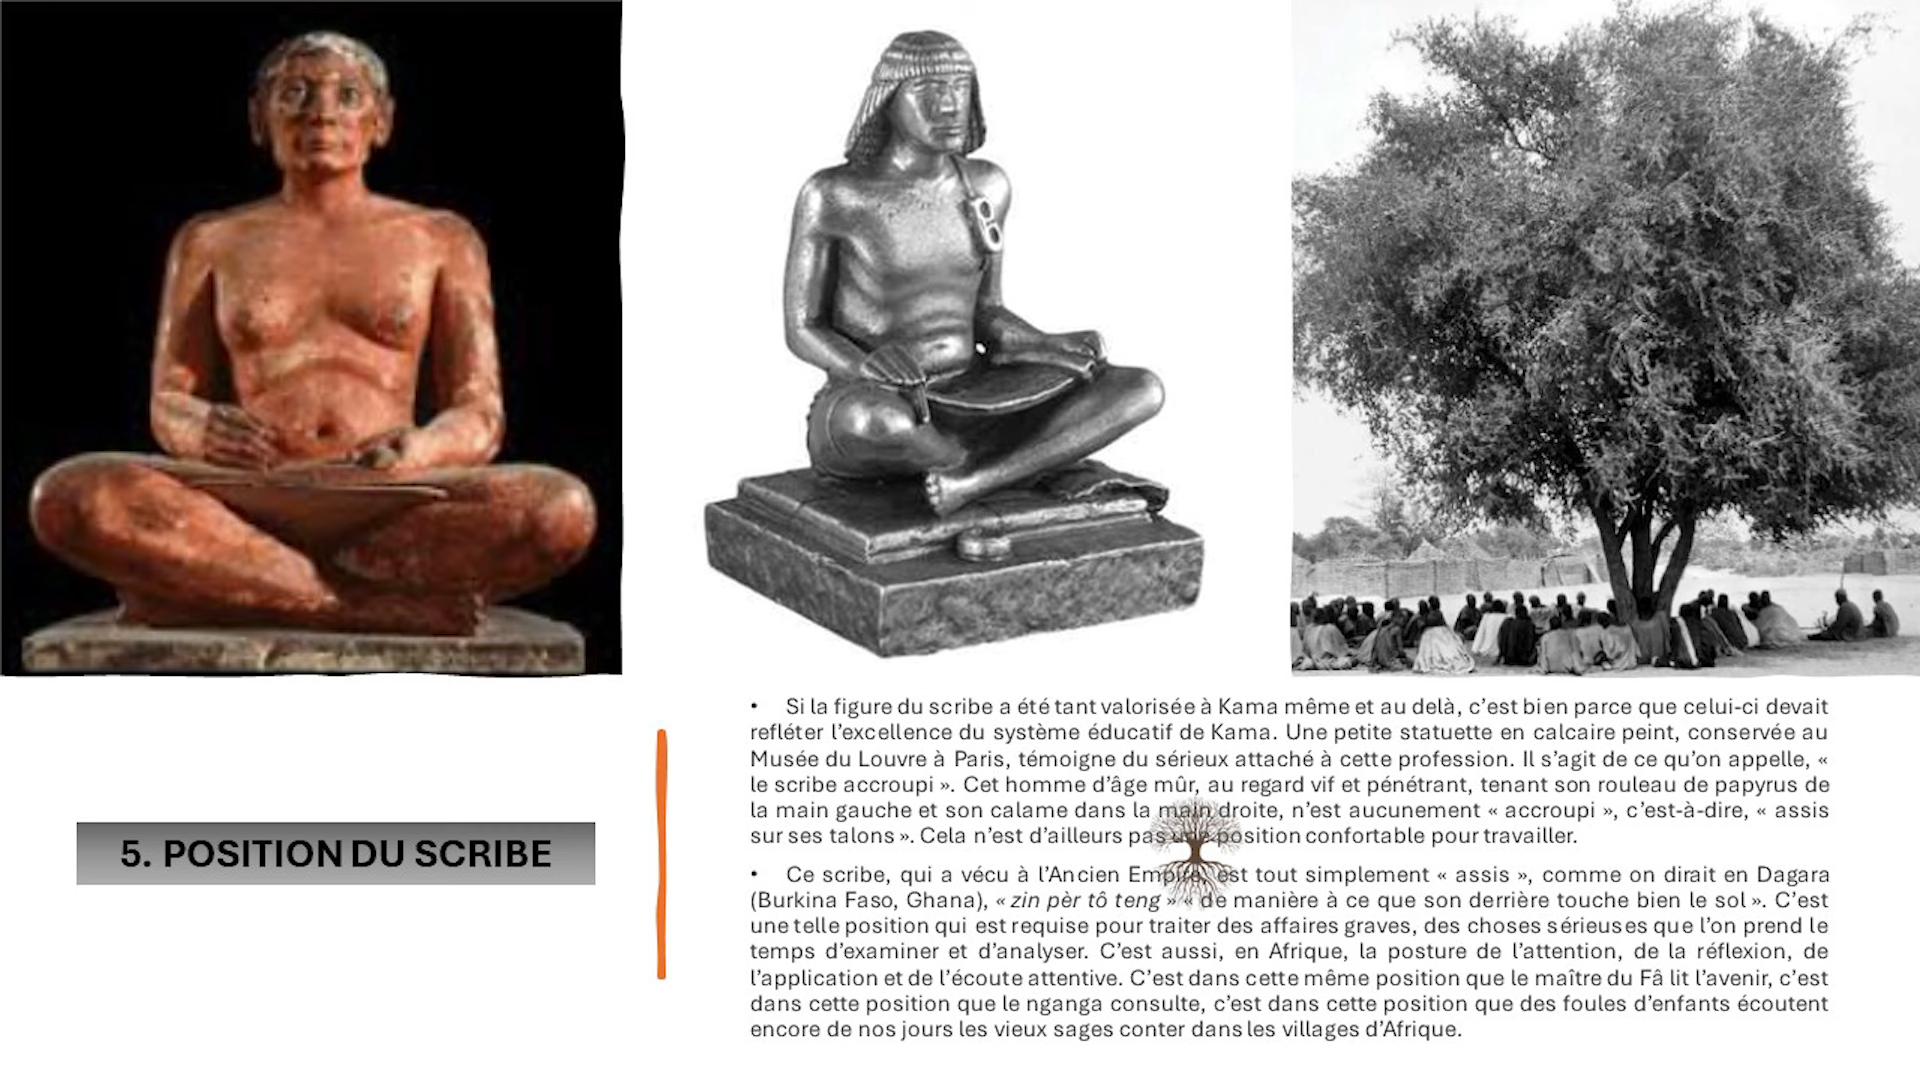 5. POSITION DU SCRIBE
• Si la figure du scribe a été tant valorisée à Kama même et au delà, c’est bien parce que celui-ci devait
refléter l’excellence du système éducatif de Kama. Une petite statuette en calcaire peint, conservée au
Musée du Louvre à Paris, témoigne du sérieux attaché à cette profession. Il s’agit de ce qu’on appelle, «
le scribe accroupi ». Cet homme d’âge mûr, au regard vif et pénétrant, tenant son rouleau de papyrus de
la main gauche et son calame dans la main droite, n’est aucunement « accroupi », c’est-à-dire, « assis
sur ses talons ». Cela n’est d’ailleurs pas une position confortable pour travailler.
• Ce scribe, qui a vécu à l’Ancien Empire, est tout simplement « assis », comme on dirait en Dagara
(Burkina Faso, Ghana), « zin pèr tô teng » « de manière à ce que son derrière touche bien le sol ». C’est
une telle position qui est requise pour traiter des affaires graves, des choses sérieuses que l’on prend le
temps d’examiner et d’analyser. C’est aussi, en Afrique, la posture de l’attention, de la réflexion, de
l’application et de l’écoute attentive. C’est dans cette même position que le maître du Fâ lit l’avenir, c’est
dans cette position que le nganga consulte, c’est dans cette position que des foules d’enfants écoutent
encore de nos jours les vieux sages conter dans les villages d’Afrique.